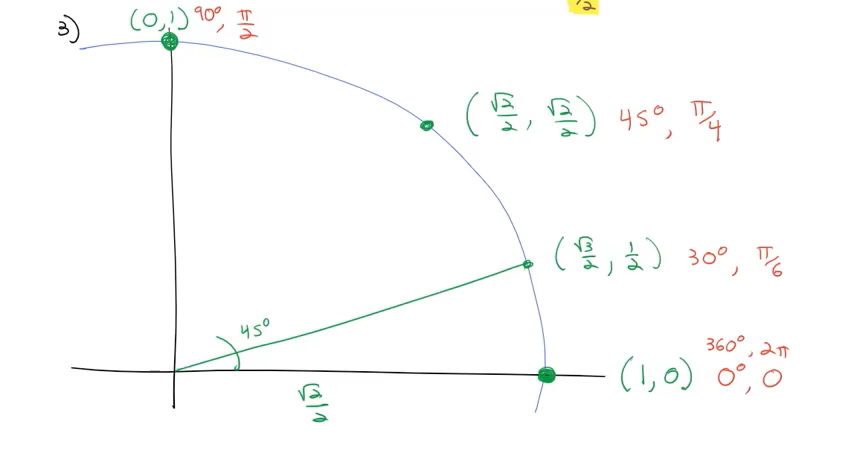 3) (0,1) 90°, π/2
(√2/2, √2/2) 45°, π/4
(√3/2, 1/2) 30°, π/6
45°
360°, 2π
(1,0) 0°, 0
√2/2